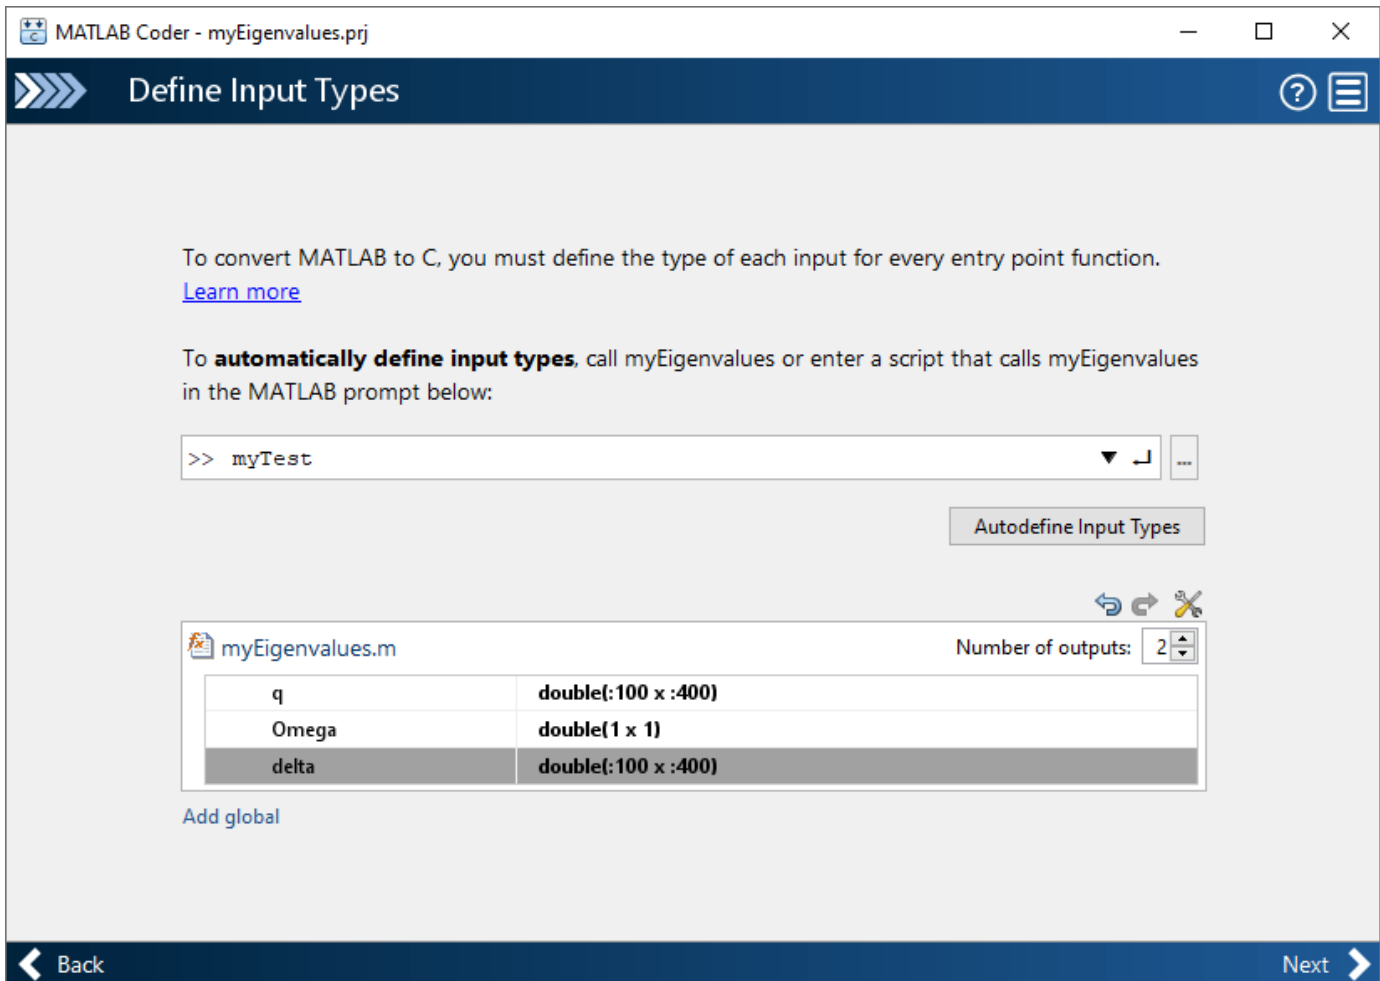 MATLAB Coder - myEigenvalues.prj
Define Input Types
To convert MATLAB to C, you must define the type of each input for every entry point function.
Learn more
To automatically define input types, call myEigenvalues or enter a script that calls myEigenvalues
in the MATLAB prompt below:
>> myTest
...
Autodefine Input Types
myEigenvalues.m Number of outputs: 2
q double(:100 x :400)
Omega double(1 x 1)
delta double(:100 x :400)
Add global
Back Next